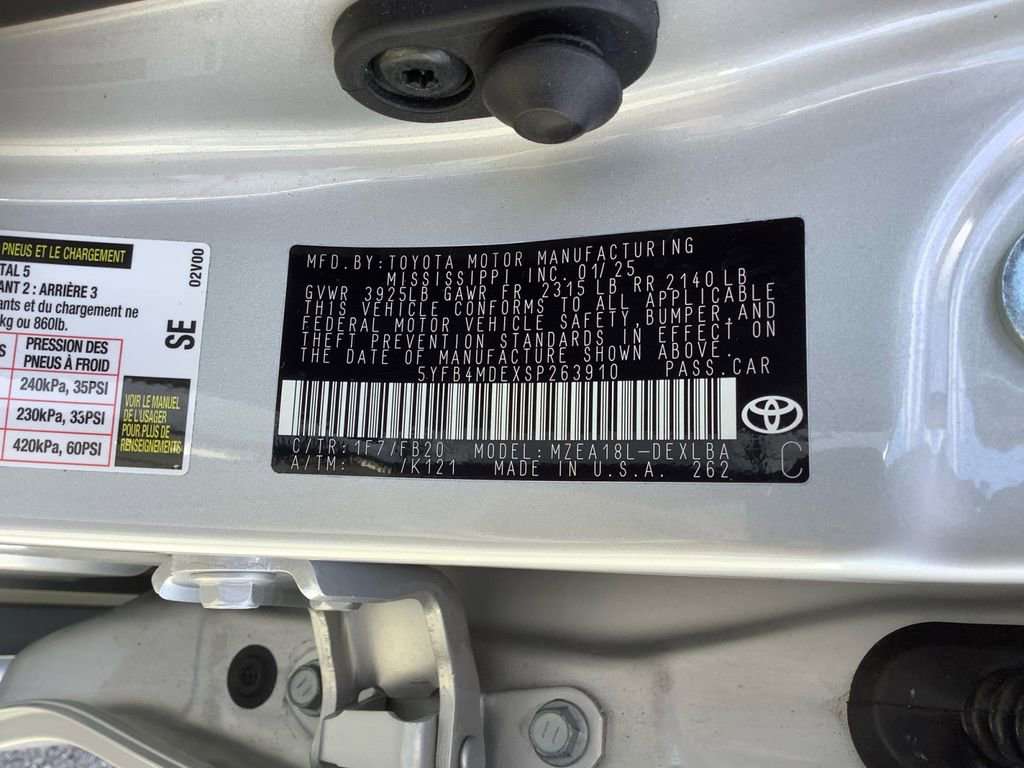 PNEUS ET LE CHARGEMENT
TAL 5
ANT 2 : ARRIÈRE 3
ants et du chargement ne
kg ou 860lb.
S
PRESSION DES
PNEUS À FROID
240kPa, 35PSI
230kPa, 33PSI
420kPa, 60PSI
02V00
SE
VOIR LE MANUEL
DE L'USAGER
POUR PLUS DE
RENSEIGNEMENTS
MFD.BY:TOYOTA MOTOR MANUFACTURING
MISSISSIPPI INC. 01/25
GVWR 3925LB GAWR FR 2315 LB RR 2140 LB
THIS VEHICLE CONFORMS TO ALL APPLICABLE
FEDERAL MOTOR VEHICLE SAFETY, BUMPER, AND
THEFT PREVENTION STANDARDS IN EFFECT ON
THE DATE OF MANUFACTURE SHOWN ABOVE.
5YFB4MDEXSP263910 PASS.CAR
C/TR:1F7/FB20 MODEL:MZEA18L-DEXLBA
A/TM: /K121 MADE IN U.S.A. 262
C